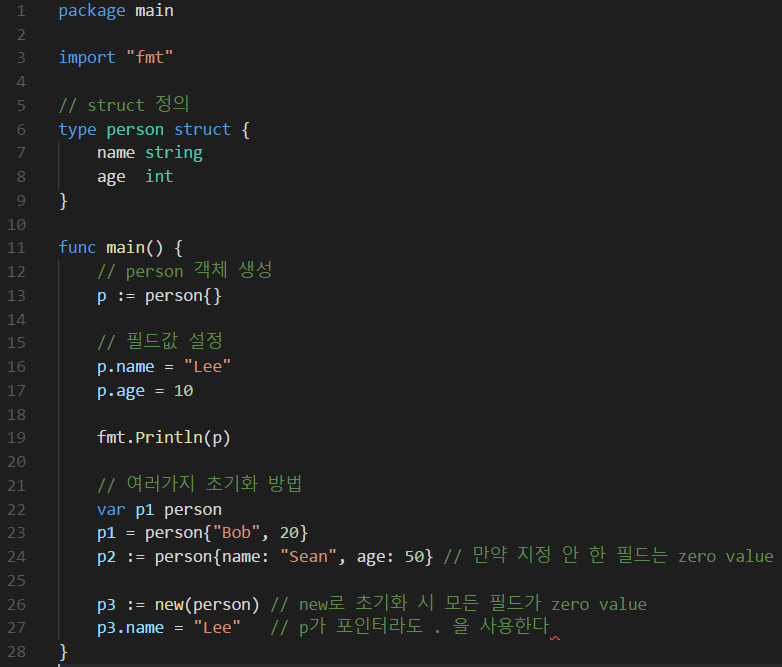 1 package main
2
3 import "fmt"
4
5 // struct 정의
6 type person struct {
7     name string
8     age  int
9 }
10
11 func main() {
12     // person 객체 생성
13     p := person{}
14
15     // 필드값 설정
16     p.name = "Lee"
17     p.age = 10
18
19     fmt.Println(p)
20
21     // 여러가지 초기화 방법
22     var p1 person
23     p1 = person{"Bob", 20}
24     p2 := person{name: "Sean", age: 50} // 만약 지정 안 한 필드는 zero value
25
26     p3 := new(person) // new로 초기화 시 모든 필드가 zero value
27     p3.name = "Lee"   // p가 포인터라도 . 을 사용한다
28 }